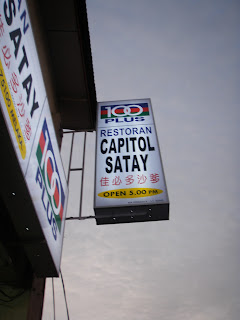 100
PLUS
RESTORAN
CAPITOL
SATAY
佳必多沙爹
OPEN 5.00 PM
SATAY
100
PLUS